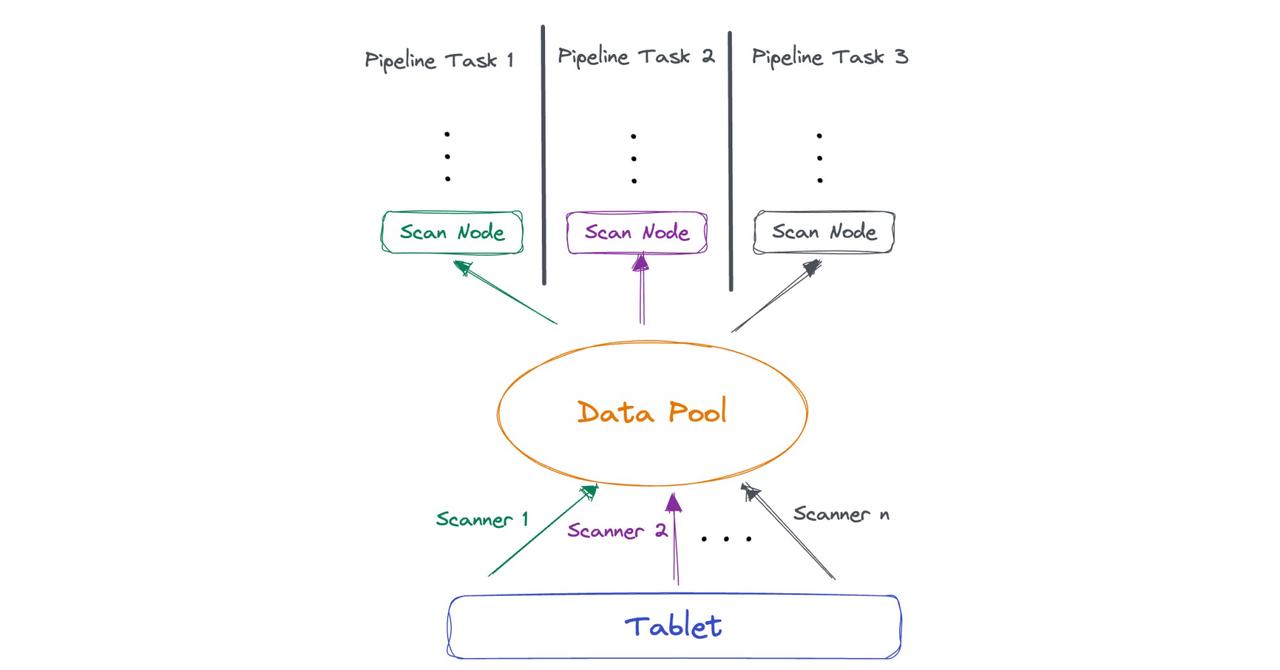 Pipeline Task 1
Pipeline Task 2
Pipeline Task 3
Scan Node
Scan Node
Scan Node
Data Pool
Scanner 1
Scanner 2
Scanner n
Tablet